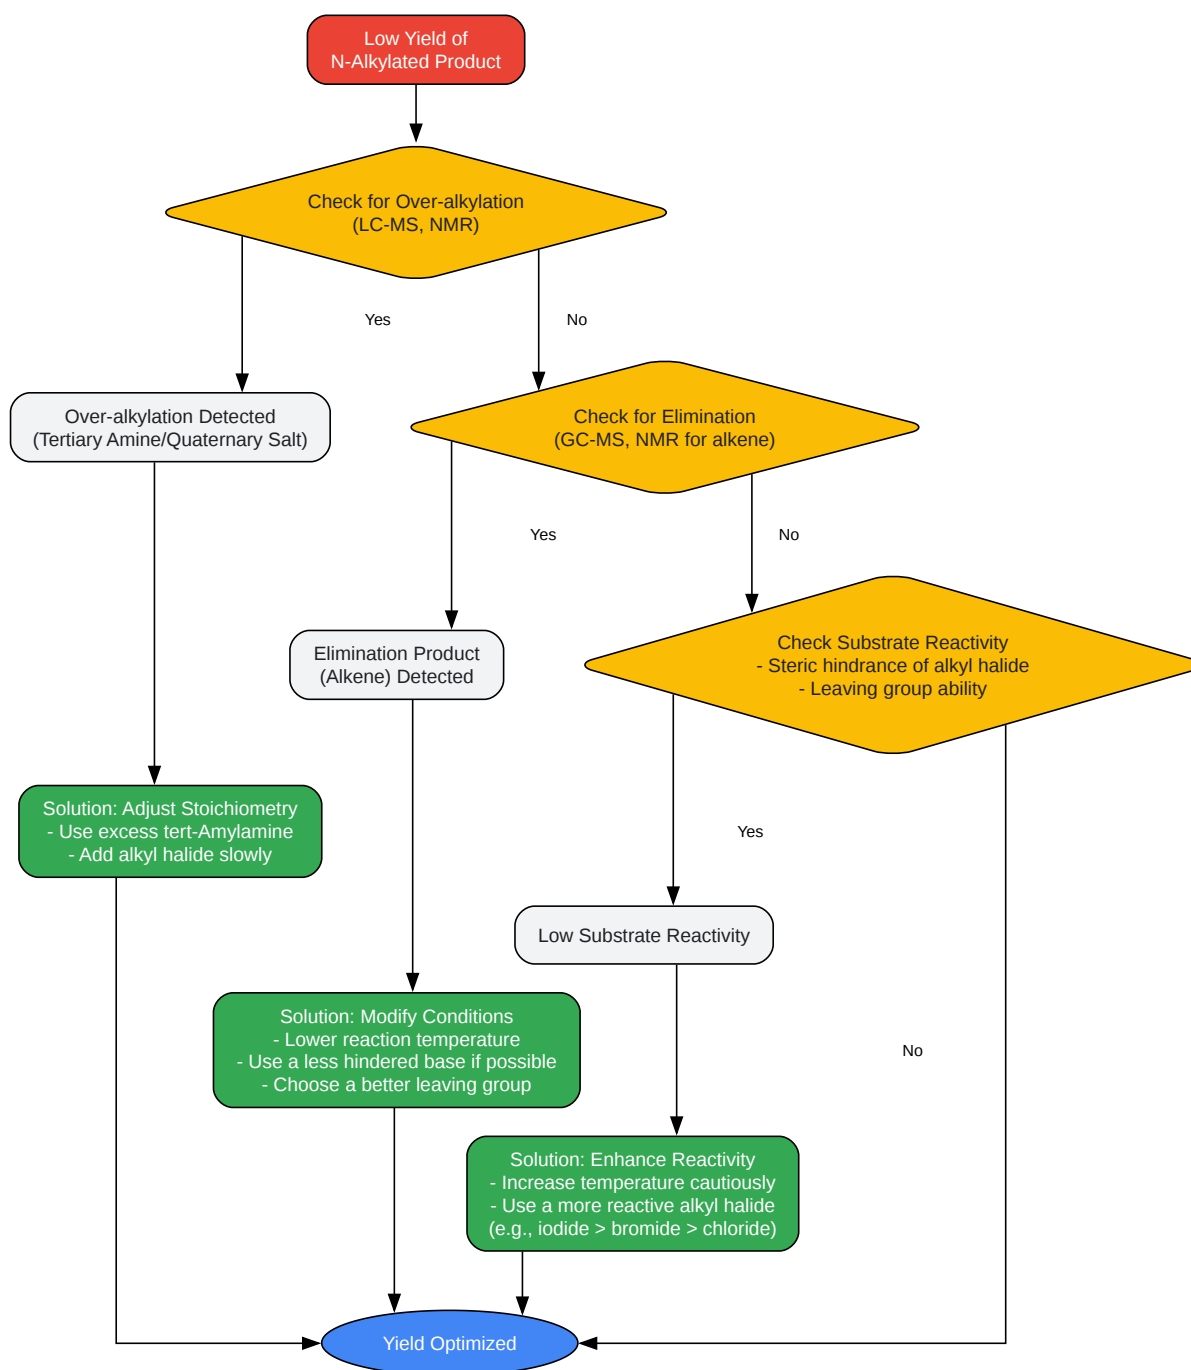 Low Yield of
N-Alkylated Product
Check for Over-alkylation
(LC-MS, NMR)
Yes
No
Over-alkylation Detected
(Tertiary Amine/Quaternary Salt)
Check for Elimination
(GC-MS, NMR for alkene)
Yes
No
Elimination Product
(Alkene) Detected
Check Substrate Reactivity
- Steric hindrance of alkyl halide
- Leaving group ability
Solution: Adjust Stoichiometry
- Use excess tert-Amylamine
- Add alkyl halide slowly
Yes
Low Substrate Reactivity
Solution: Modify Conditions
- Lower reaction temperature
- Use a less hindered base if possible
- Choose a better leaving group
No
Solution: Enhance Reactivity
- Increase temperature cautiously
- Use a more reactive alkyl halide
(e.g., iodide > bromide > chloride)
Yield Optimized